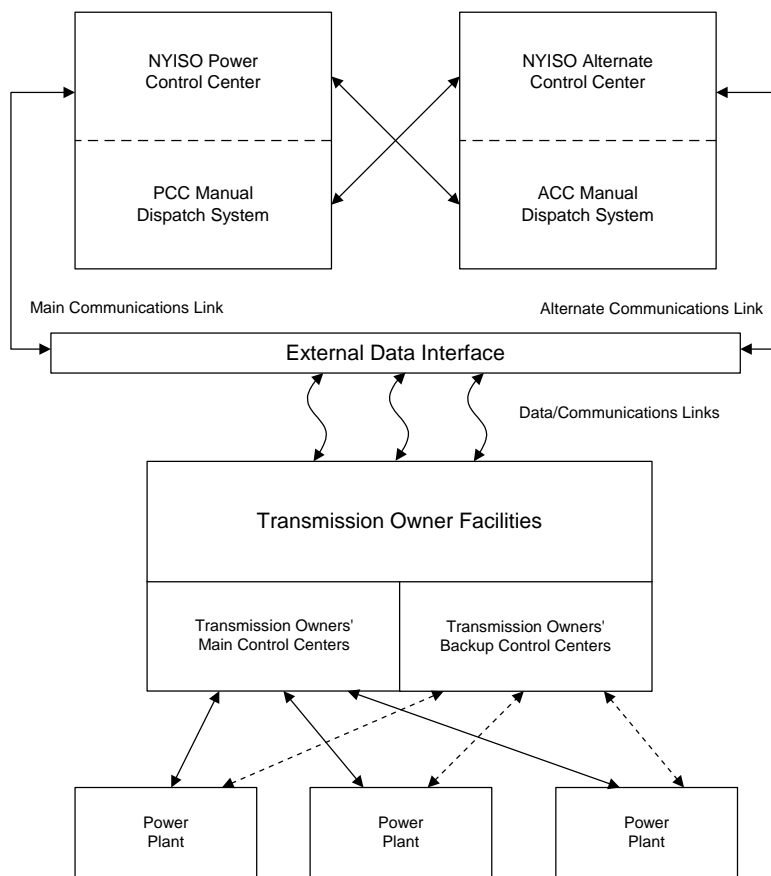 NYISO Power
Control Center
NYISO Alternate
Control Center
PCC Manual
Dispatch System
ACC Manual
Dispatch System
Main Communications Link
Alternate Communications Link
External Data Interface
Data/Communications Links
Transmission Owner Facilities
Transmission Owners'
Main Control Centers
Transmission Owners'
Backup Control Centers
Power
Plant
Power
Plant
Power
Plant